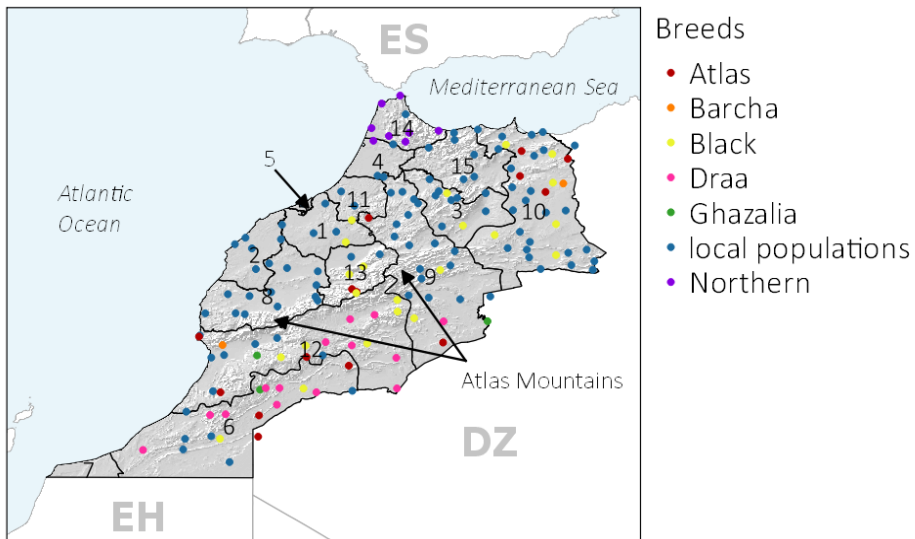 ES
Mediterranean Sea
Atlantic
Ocean
14
5
4
15
11
3
10
1
2
13
9
8
12
Atlas Mountains
6
DZ
EH
Breeds
Atlas
Barcha
Black
Draa
Ghazalia
local populations
Northern